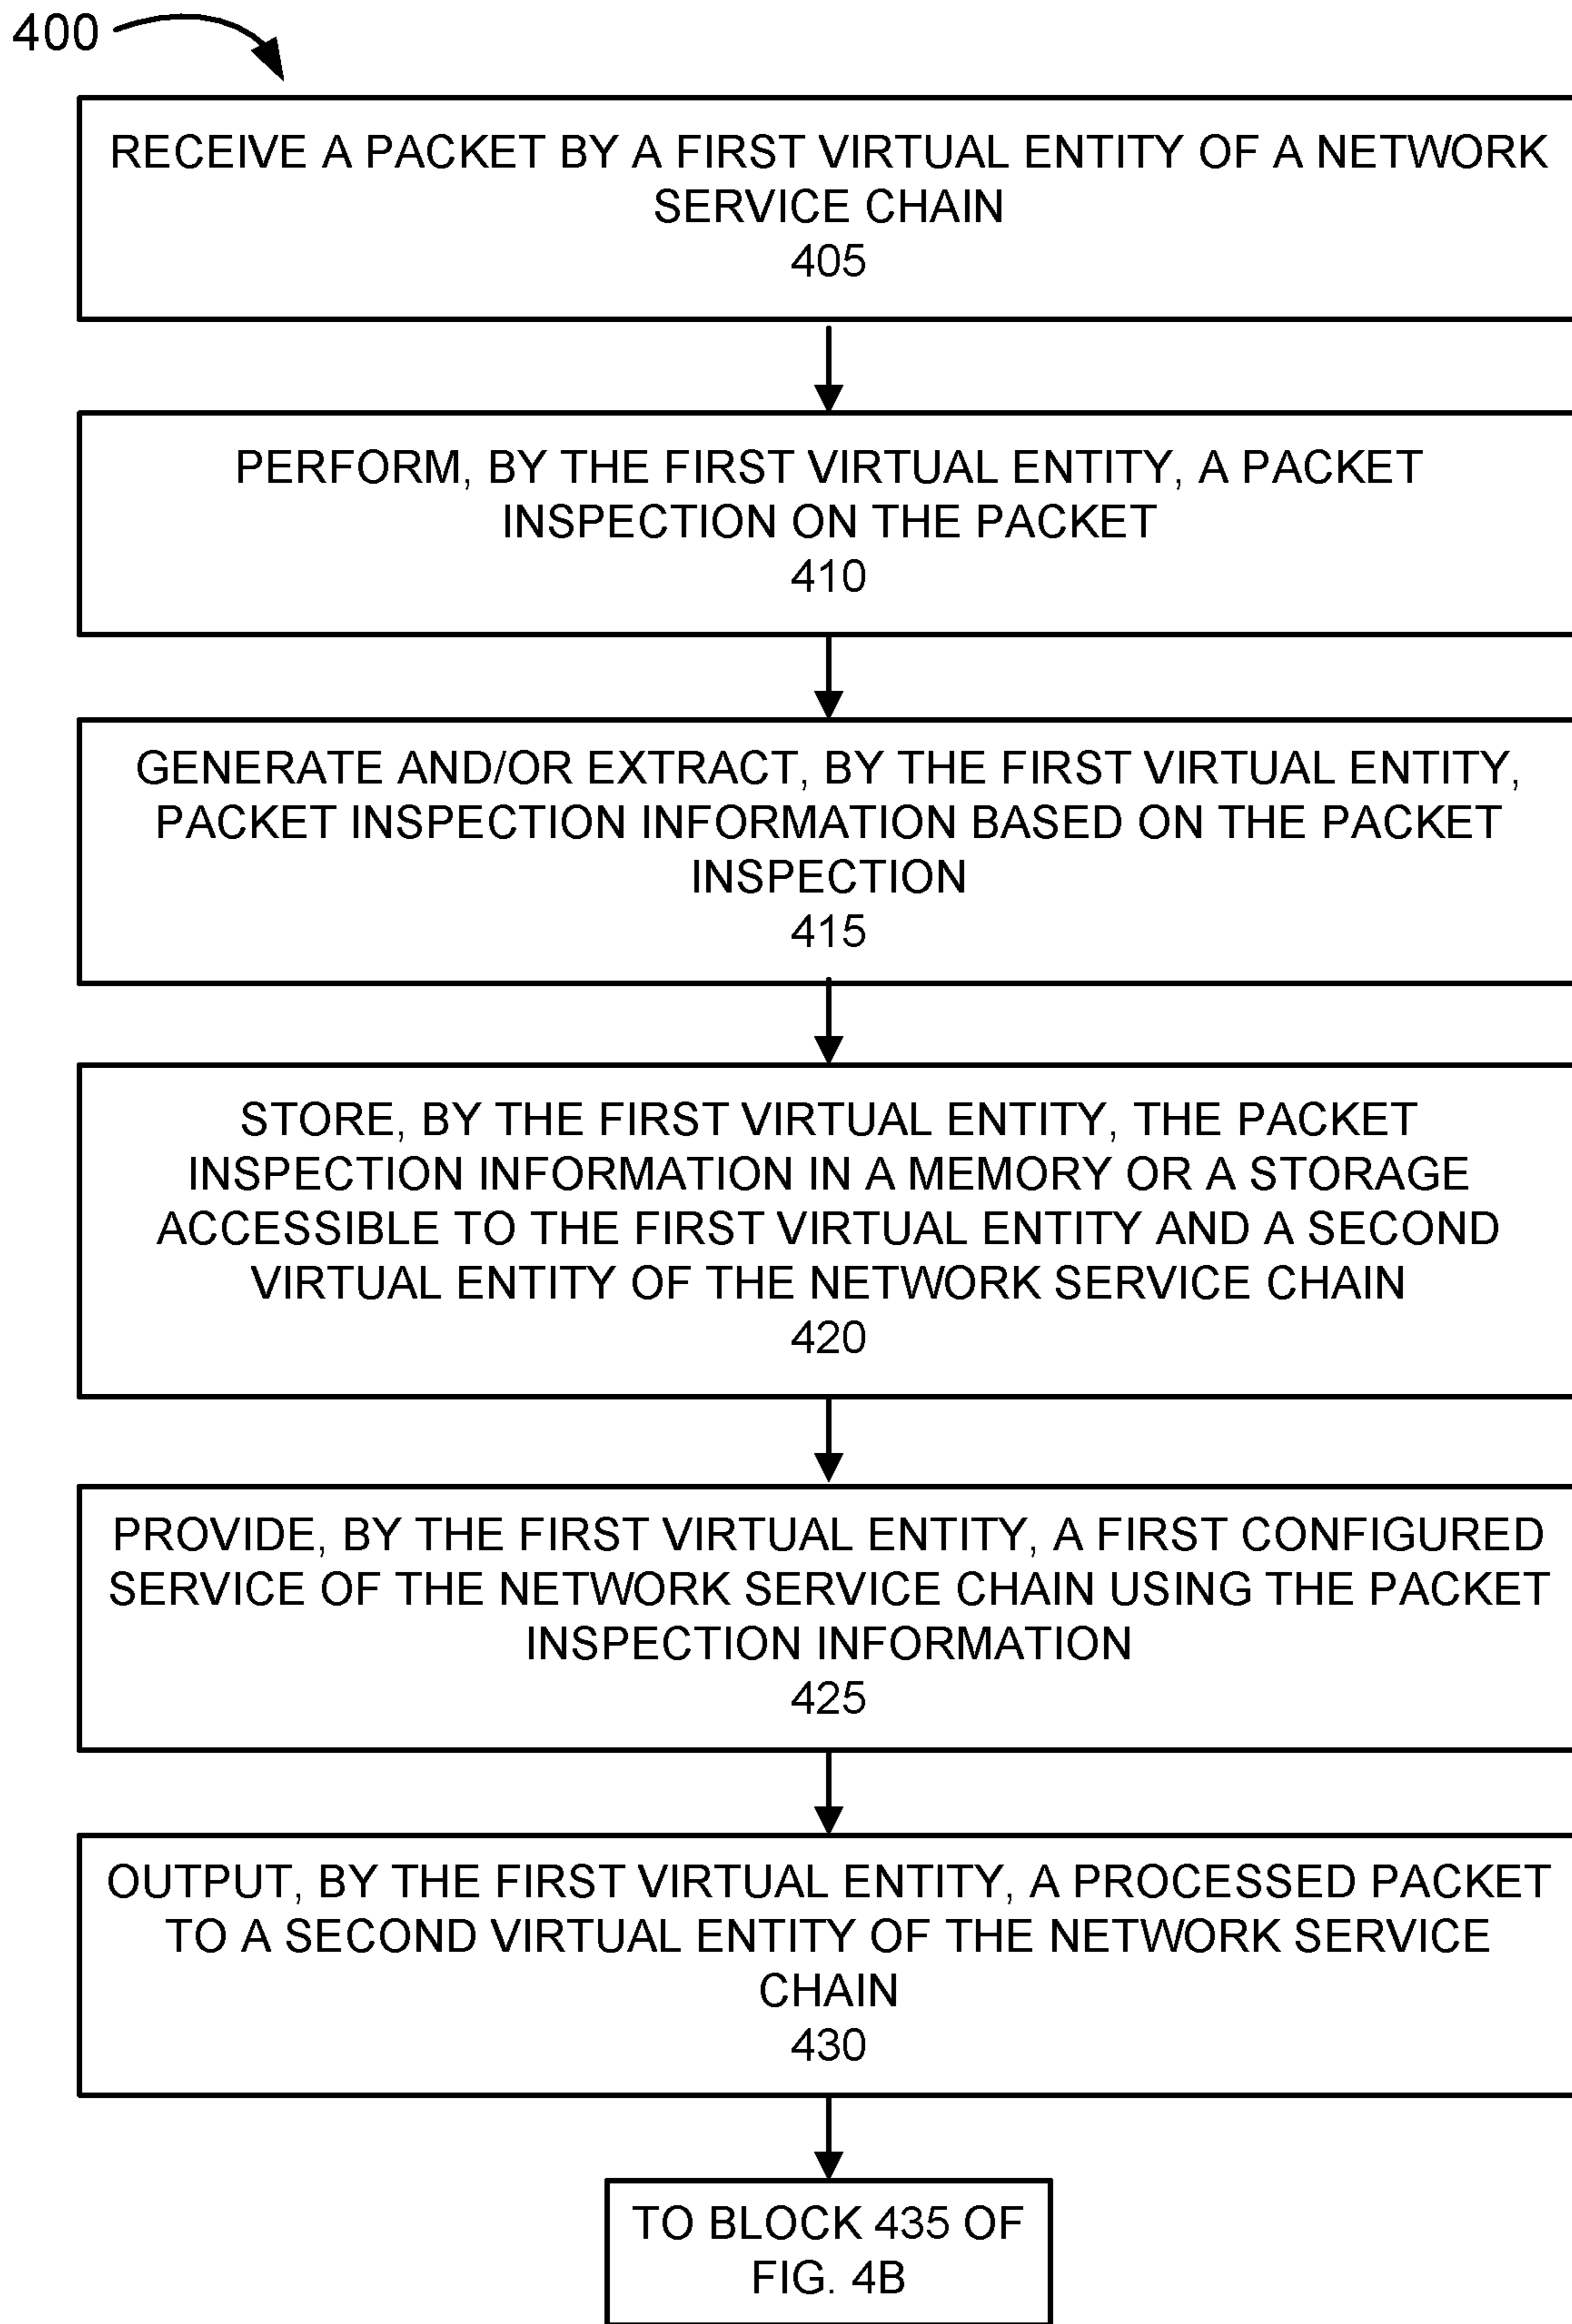 400
RECEIVE A PACKET BY A FIRST VIRTUAL ENTITY OF A NETWORK
SERVICE CHAIN
405
PERFORM, BY THE FIRST VIRTUAL ENTITY, A PACKET
INSPECTION ON THE PACKET
410
GENERATE AND/OR EXTRACT, BY THE FIRST VIRTUAL ENTITY,
PACKET INSPECTION INFORMATION BASED ON THE PACKET
INSPECTION
415
STORE, BY THE FIRST VIRTUAL ENTITY, THE PACKET
INSPECTION INFORMATION IN A MEMORY OR A STORAGE
ACCESSIBLE TO THE FIRST VIRTUAL ENTITY AND A SECOND
VIRTUAL ENTITY OF THE NETWORK SERVICE CHAIN
420
PROVIDE, BY THE FIRST VIRTUAL ENTITY, A FIRST CONFIGURED
SERVICE OF THE NETWORK SERVICE CHAIN USING THE PACKET
INSPECTION INFORMATION
425
OUTPUT, BY THE FIRST VIRTUAL ENTITY, A PROCESSED PACKET
TO A SECOND VIRTUAL ENTITY OF THE NETWORK SERVICE
CHAIN
430
TO BLOCK 435 OF
FIG. 4B